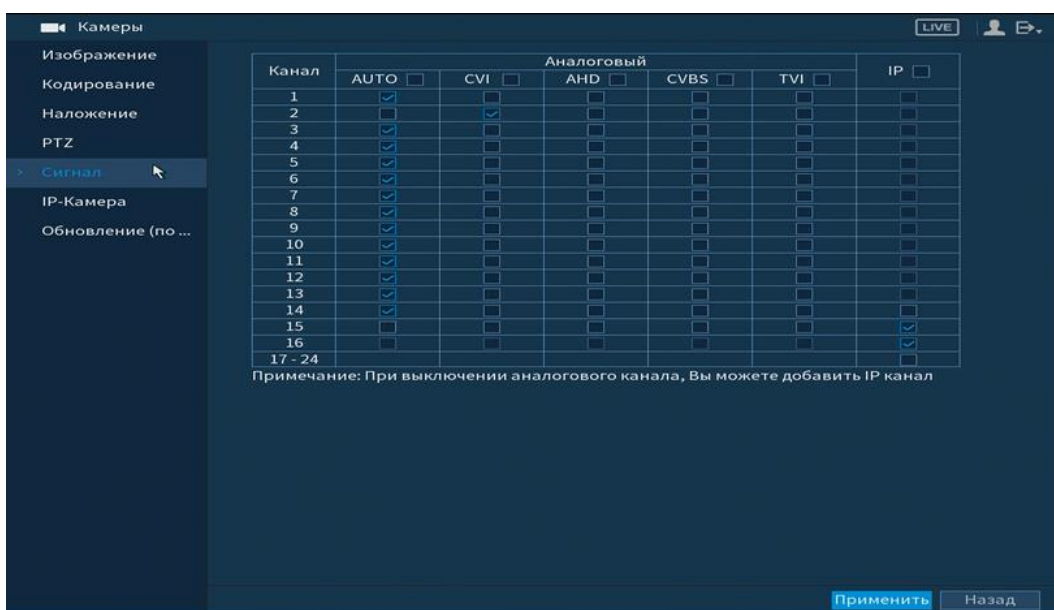 Камеры
LIVE
Изображение
Кодирование
Наложение
PTZ
Сигнал
IP-Камера
Обновление (по ...
Канал Аналоговый IP
AUTO CVI AHD CVBS TVI
1
2
3
4
5
6
7
8
9
10
11
12
13
14
15
16
17 - 24
Примечание: При выключении аналогового канала, Вы можете добавить IP канал
Применить Назад